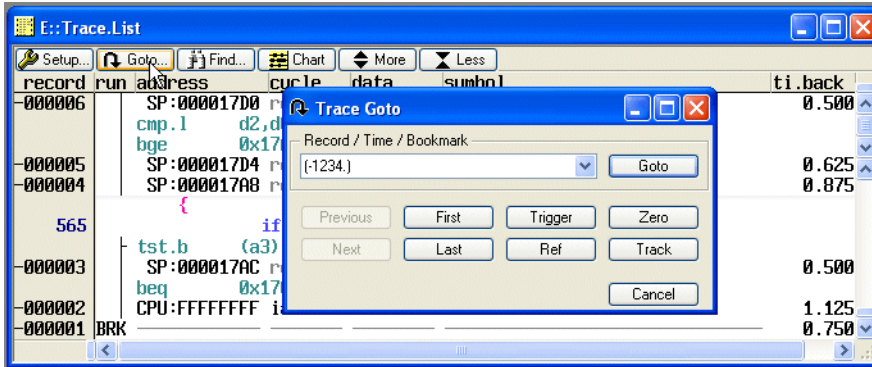 E::Trace.List
Setup... Goto... Find... Chart More Less
record run address cycle data symbol ti.back
-000006 SP:000017D0 0.500
cmp.l
bge
-000005 SP:000017D4 0.625
-000004 SP:000017A8 0.875
{
565 if
tst.b (a3)
-000003 SP:000017AC 0.500
beq
-000002 CPU:FFFFFFFF 1.125
-000001 BRK 0.750
Trace Goto
Record / Time / Bookmark
(-1234.) Goto
Previous First Trigger Zero
Next Last Ref Track
Cancel